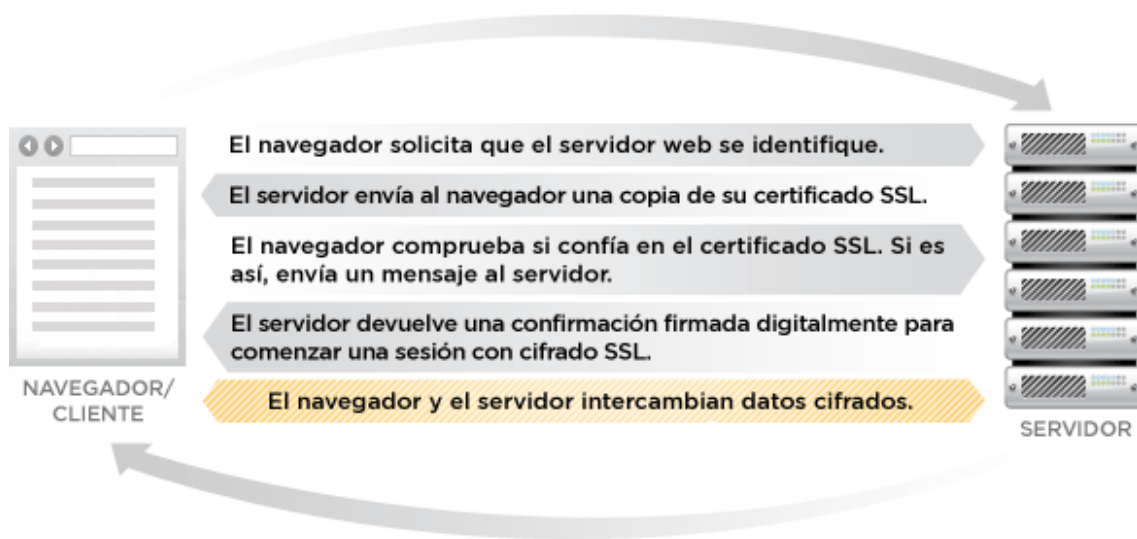 El navegador solicita que el servidor web se identifique.
El servidor envía al navegador una copia de su certificado SSL.
El navegador comprueba si confía en el certificado SSL. Si es
así, envía un mensaje al servidor.
El servidor devuelve una confirmación firmada digitalmente para
comenzar una sesión con cifrado SSL.
El navegador y el servidor intercambian datos cifrados.
NAVEGADOR/
CLIENTE
SERVIDOR